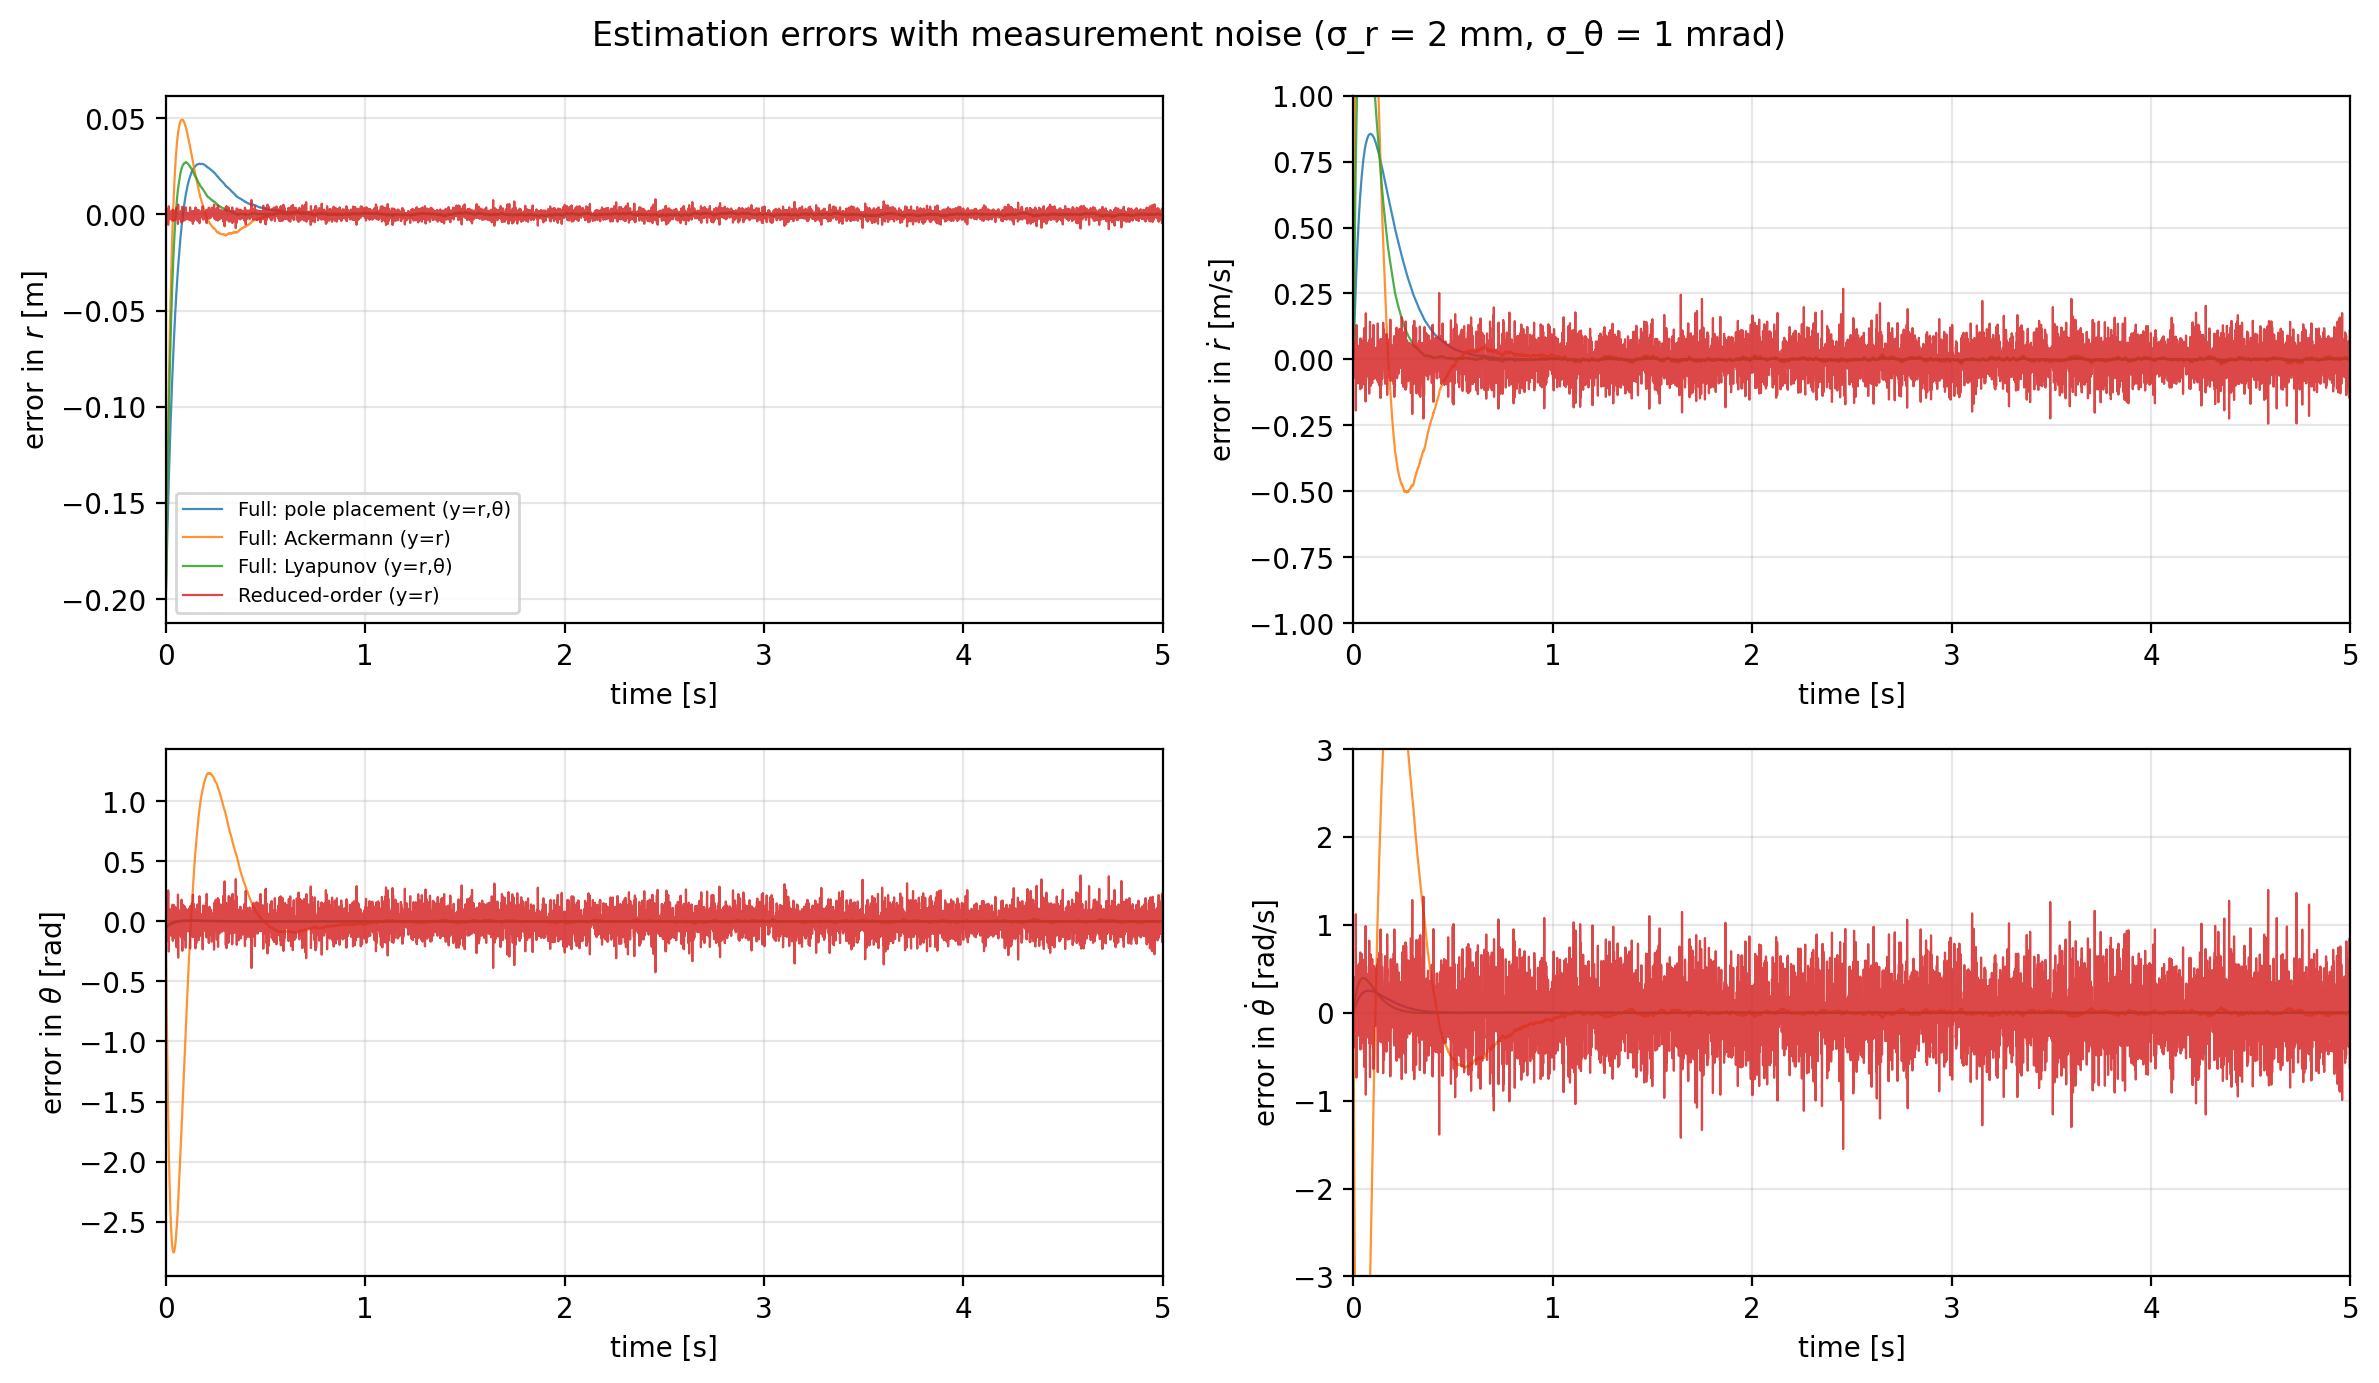 Estimation errors with measurement noise (σ_r = 2 mm, σ_θ = 1 mrad)
error in r [m]
0.05
0.00
−0.05
−0.10
−0.15
−0.20
Full: pole placement (y=r,θ)
Full: Ackermann (y=r)
Full: Lyapunov (y=r,θ)
Reduced-order (y=r)
0 1 2 3 4 5
time [s]
error in ṙ [m/s]
1.00
0.75
0.50
0.25
0.00
−0.25
−0.50
−0.75
−1.00
0 1 2 3 4 5
time [s]
error in θ [rad]
1.0
0.5
0.0
−0.5
−1.0
−1.5
−2.0
−2.5
0 1 2 3 4 5
time [s]
error in θ̇ [rad/s]
3
2
1
0
−1
−2
−3
0 1 2 3 4 5
time [s]